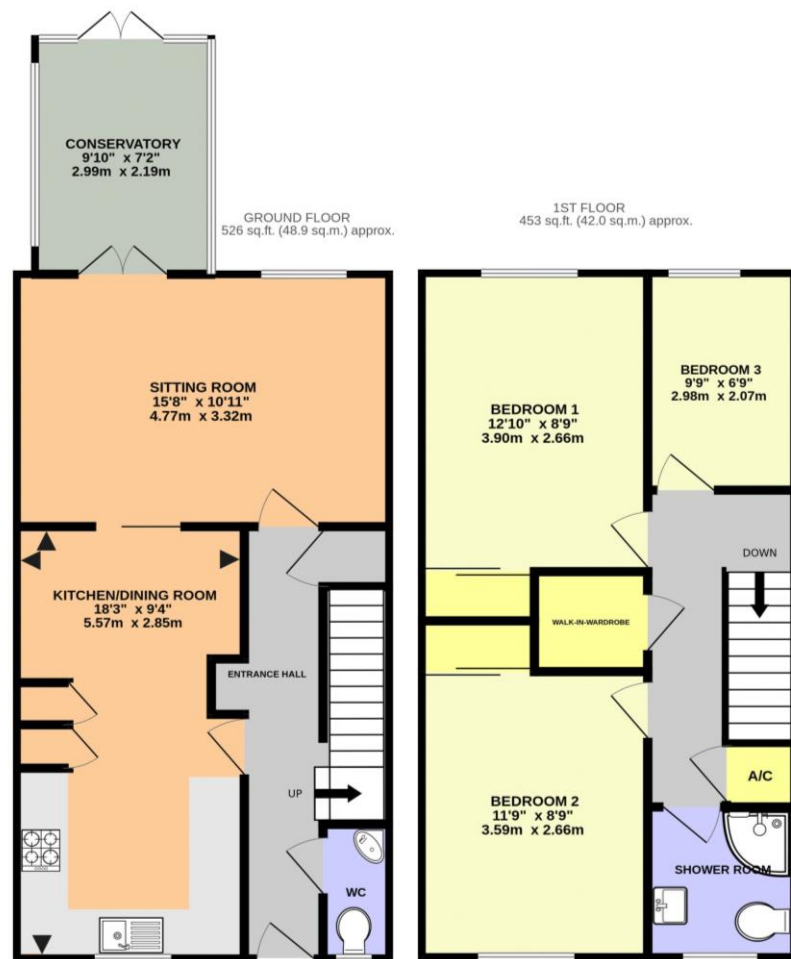 CONSERVATORY
9'10" x 7'2"
2.99m x 2.19m
GROUND FLOOR
526 sq.ft. (48.9 sq.m.) approx.
SITTING ROOM
15'8" x 10'11"
4.77m x 3.32m
KITCHEN/DINING ROOM
18'3" x 9'4"
5.57m x 2.85m
ENTRANCE HALL
UP
WC
1ST FLOOR
453 sq.ft. (42.0 sq.m.) approx.
BEDROOM 1
12'10" x 8'9"
3.90m x 2.66m
BEDROOM 3
9'9" x 6'9"
2.98m x 2.07m
DOWN
WALK-IN-WARDROBE
BEDROOM 2
11'9" x 8'9"
3.59m x 2.66m
A/C
SHOWER ROOM